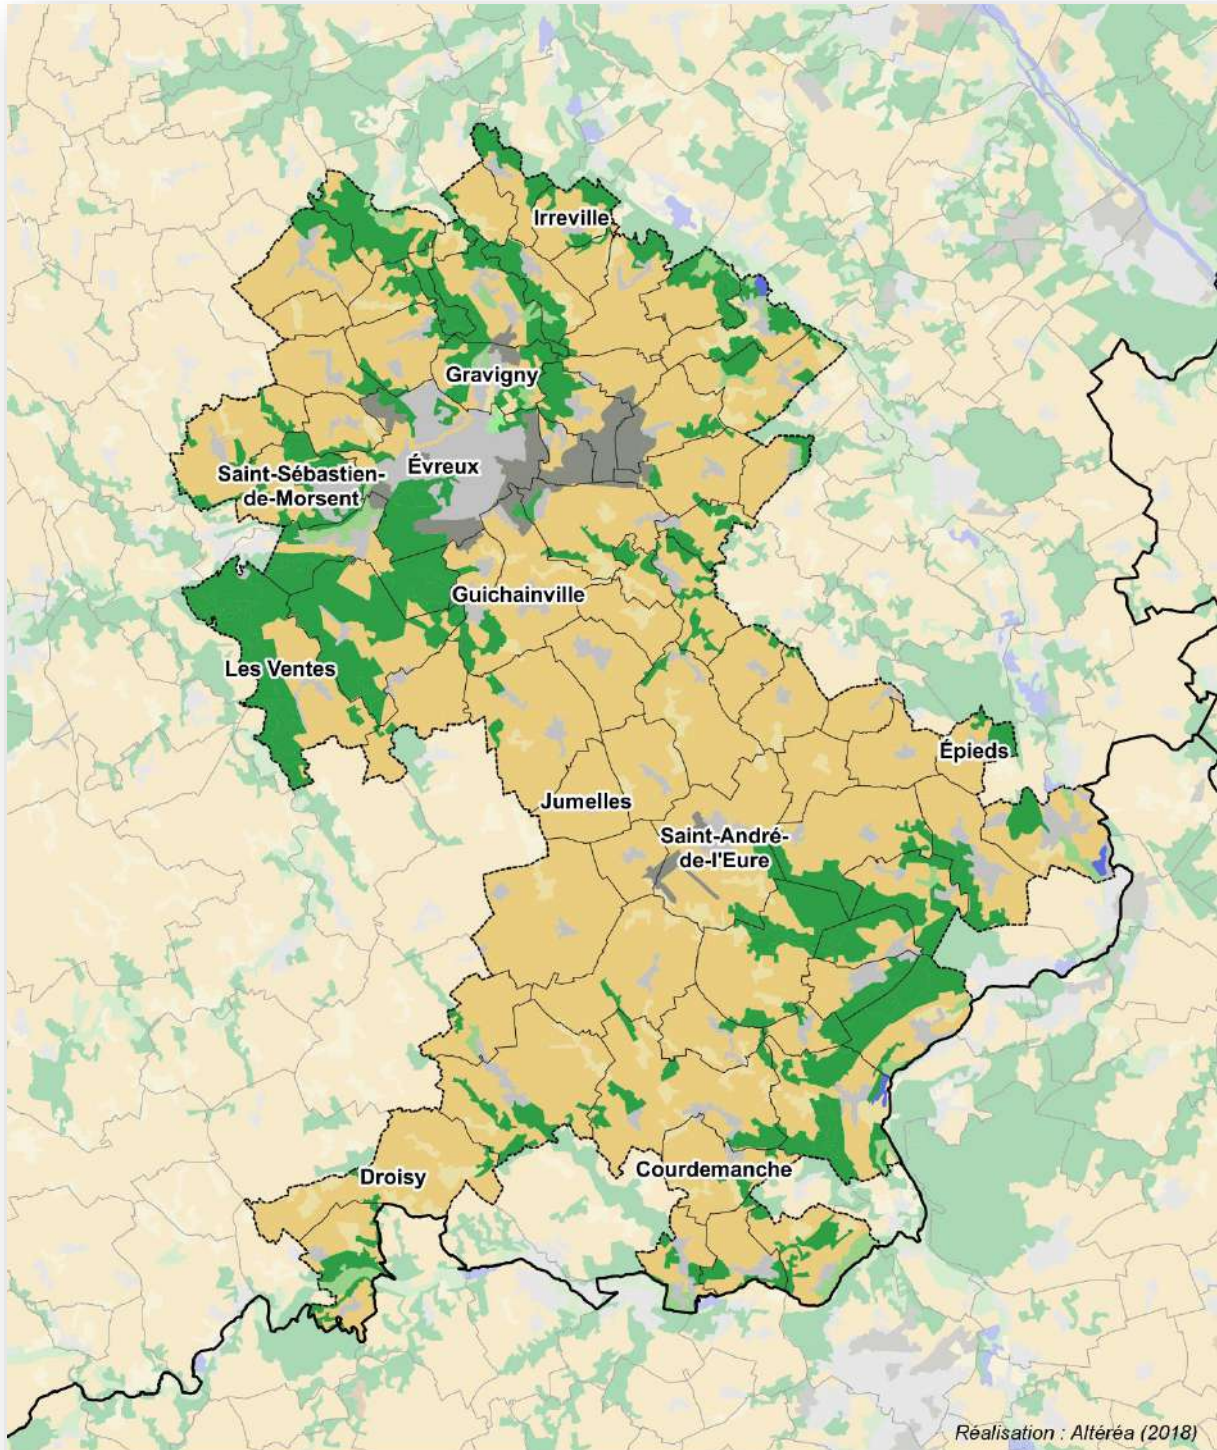 Irreville
Gravigny
Évreux
Saint-Sébastien-
de-Morsent
Guichainville
Les Ventes
Épieds
Jumelles
Saint-André-
de-l'Eure
Courdemanche
Droisy
Réalisation : Altéréa (2018)